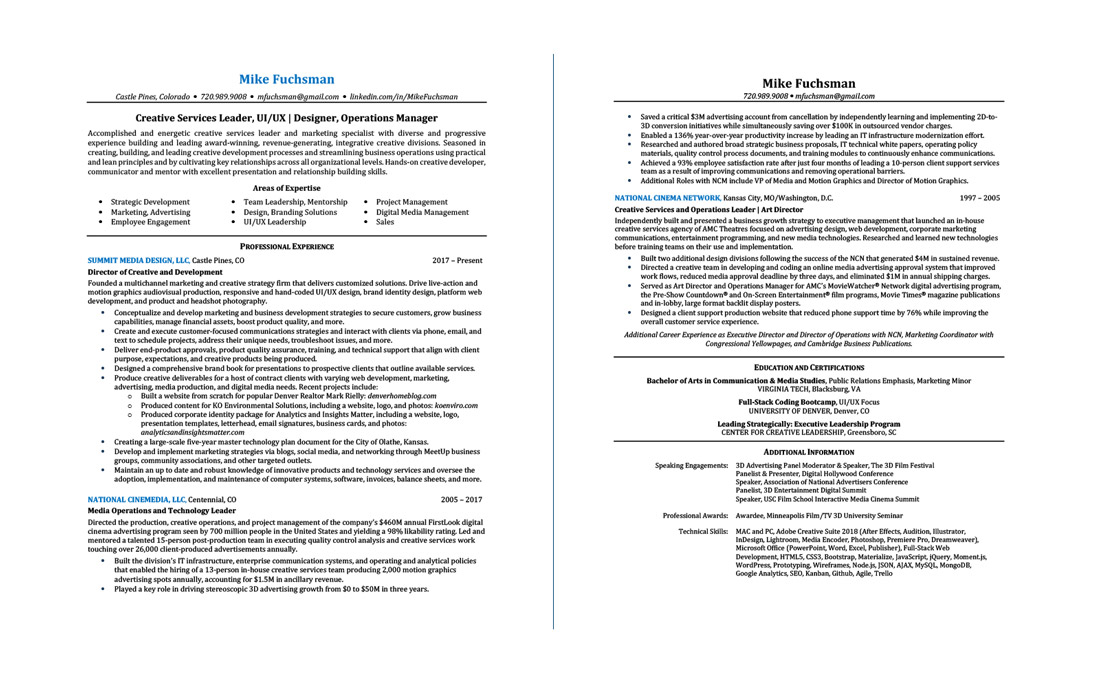 Mike Fuchsman
Castle Pines, Colorado • 720.989.9008 • mfuchsman@gmail.com • linkedin.com/in/MikeFuchsman
Creative Services Leader, UI/UX | Designer, Operations Manager
Accomplished and energetic creative services leader and marketing specialist with diverse and progressive
experience building and leading award-winning, revenue-generating, integrative creative divisions. Seasoned in
creating, building, and leading creative development processes and streamlining business operations using practical
and lean principles and by cultivating key relationships across all organizational levels. Hands-on creative developer,
communicator and mentor with excellent presentation and relationship building skills.
Areas of Expertise
• Strategic Development • Team Leadership, Mentorship • Project Management
• Marketing, Advertising • Design, Branding Solutions • Digital Media Management
• Employee Engagement • UI/UX Leadership • Sales
PROFESSIONAL EXPERIENCE
SUMMIT MEDIA DESIGN, LLC, Castle Pines, CO 2017 – Present
Director of Creative and Development
Founded a multichannel marketing and creative strategy firm that delivers customized solutions. Drive live-action and
motion graphics audiovisual production, responsive and hand-coded UI/UX design, brand identity design, platform web
development, and product and headshot photography.
• Conceptualize and develop marketing and business development strategies to secure customers, grow business
capabilities, manage financial assets, boost product quality, and more.
• Create and execute customer-focused communications strategies and interact with clients via phone, email, and
text to schedule projects, address their unique needs, troubleshoot issues, and more.
• Deliver end-product approvals, product quality assurance, training, and technical support that align with client
purpose, expectations, and creative products being produced.
• Designed a comprehensive brand book for presentations to prospective clients that outline available services.
• Produce creative deliverables for a host of contract clients with varying web development, marketing,
advertising, media production, and digital media needs. Recent projects include:
o Built a website from scratch for popular Denver Realtor Mark Rielly: denverhomeblog.com
o Produced content for KO Environmental Solutions, including a website, logo, and photos: koenviro.com
o Produced corporate identity package for Analytics and Insights Matter, including a website, logo,
presentation templates, letterhead, email signatures, business cards, and photos:
analyticsandinsightsmatter.com
• Creating a large-scale five-year master technology plan document for the City of Olathe, Kansas.
• Develop and implement marketing strategies via blogs, social media, and networking through MeetUp business
groups, community associations, and other targeted outlets.
• Maintain an up to date and robust knowledge of innovative products and technology services and oversee the
adoption, implementation, and maintenance of computer systems, software, invoices, balance sheets, and more.
NATIONAL CINEMEDIA, LLC, Centennial, CO 2005 – 2017
Media Operations and Technology Leader
Directed the production, creative operations, and project management of the company's $460M annual FirstLook digital
cinema advertising program seen by 700 million people in the United States and yielding a 98% likability rating. Led and
mentored a talented 15-person post-production team in executing quality control analysis and creative services work
touching over 26,000 client-produced advertisements annually.
• Built the division's IT infrastructure, enterprise communication systems, and operating and analytical policies
that enabled the hiring of a 13-person in-house creative services team producing 2,000 motion graphics
advertising spots annually, accounting for $1.5M in ancillary revenue.
• Played a key role in driving stereoscopic 3D advertising growth from $0 to $50M in three years.
Mike Fuchsman
720.989.9008 • mfuchsman@gmail.com
• Saved a critical $3M advertising account from cancellation by independently learning and implementing 2D-to-
3D conversion initiatives while simultaneously saving over $100K in outsourced vendor charges.
• Enabled a 136% year-over-year productivity increase by leading an IT infrastructure modernization effort.
• Researched and authored broad strategic business proposals, IT technical white papers, operating policy
materials, quality control process documents, and training modules to continuously enhance communications.
• Achieved a 93% employee satisfaction rate after just four months of leading a 10-person client support services
team as a result of improving communications and removing operational barriers.
• Additional Roles with NCM include VP of Media and Motion Graphics and Director of Motion Graphics.
NATIONAL CINEMA NETWORK, Kansas City, MO/Washington, D.C. 1997 – 2005
Creative Services and Operations Leader | Art Director
Independently built and presented a business growth strategy to executive management that launched an in-house
creative services agency of AMC Theatres focused on advertising design, web development, corporate marketing
communications, entertainment programming, and new media technologies. Researched and learned new technologies
before training teams on their use and implementation.
• Built two additional design divisions following the success of the NCN that generated $4M in sustained revenue.
• Directed a creative team in developing and coding an online media advertising approval system that improved
work flows, reduced media approval deadline by three days, and eliminated $1M in annual shipping charges.
• Served as Art Director and Operations Manager for AMC's MovieWatcher® Network digital advertising program,
the Pre-Show Countdown® and On-Screen Entertainment® film programs, Movie Times® magazine publications
and in-lobby, large format backlit display posters.
• Designed a client support production website that reduced phone support time by 76% while improving the
overall customer service experience.
Additional Career Experience as Executive Director and Director of Operations with NCN, Marketing Coordinator with
Congressional Yellowpages, and Cambridge Business Publications.
EDUCATION AND CERTIFICATIONS
Bachelor of Arts in Communication & Media Studies, Public Relations Emphasis, Marketing Minor
VIRGINIA TECH, Blacksburg, VA
Full-Stack Coding Bootcamp, UI/UX Focus
UNIVERSITY OF DENVER, Denver, CO
Leading Strategically: Executive Leadership Program
CENTER FOR CREATIVE LEADERSHIP, Greensboro, SC
ADDITIONAL INFORMATION
Speaking Engagements: 3D Advertising Panel Moderator & Speaker, The 3D Film Festival
Panelist & Presenter, Digital Hollywood Conference
Speaker, Association of National Advertisers Conference
Panelist, 3D Entertainment Digital Summit
Speaker, USC Film School Interactive Media Cinema Summit
Professional Awards: Awardee, Minneapolis Film/TV 3D University Seminar
Technical Skills: MAC and PC, Adobe Creative Suite 2018 (After Effects, Audition, Illustrator,
InDesign, Lightroom, Media Encoder, Photoshop, Premiere Pro, Dreamweaver),
Microsoft Office (PowerPoint, Word, Excel, Publisher), Full-Stack Web
Development, HTML5, CSS3, Bootstrap, Materialize, JavaScript, jQuery, Moment.js,
WordPress, Prototyping, Wireframes, Node.js, JSON, AJAX, MySQL, MongoDB,
Google Analytics, SEO, Kanban, Github, Agile, Trello